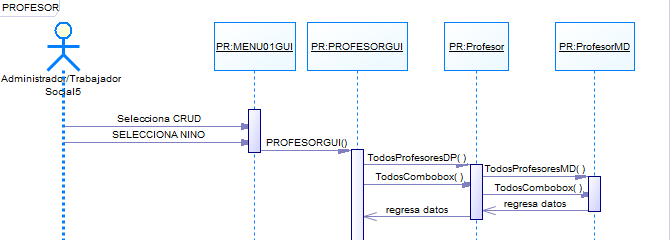 PROFESOR
PR:MENU01GUI
PR:PROFESORGUI
PR:Profesor
PR:ProfesorMD
Administrador/Trabajador
Social5
Selecciona CRUD
SELECCIONA NINO
PROFESORGUI()
TodosProfesoresDP( )
TodosProfesoresMD( )
TodosCombobox( )
TodosCombobox( )
regresa datos
regresa datos